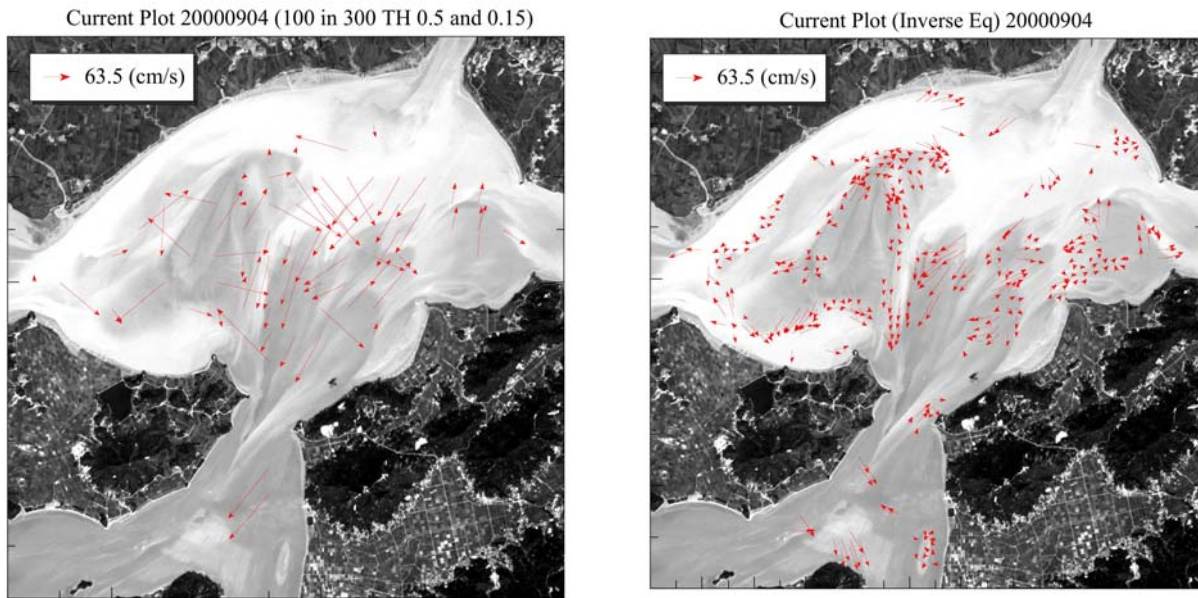 Current Plot 20000904 (100 in 300 TH 0.5 and 0.15)
63.5 (cm/s)
Current Plot (Inverse Eq) 20000904
63.5 (cm/s)